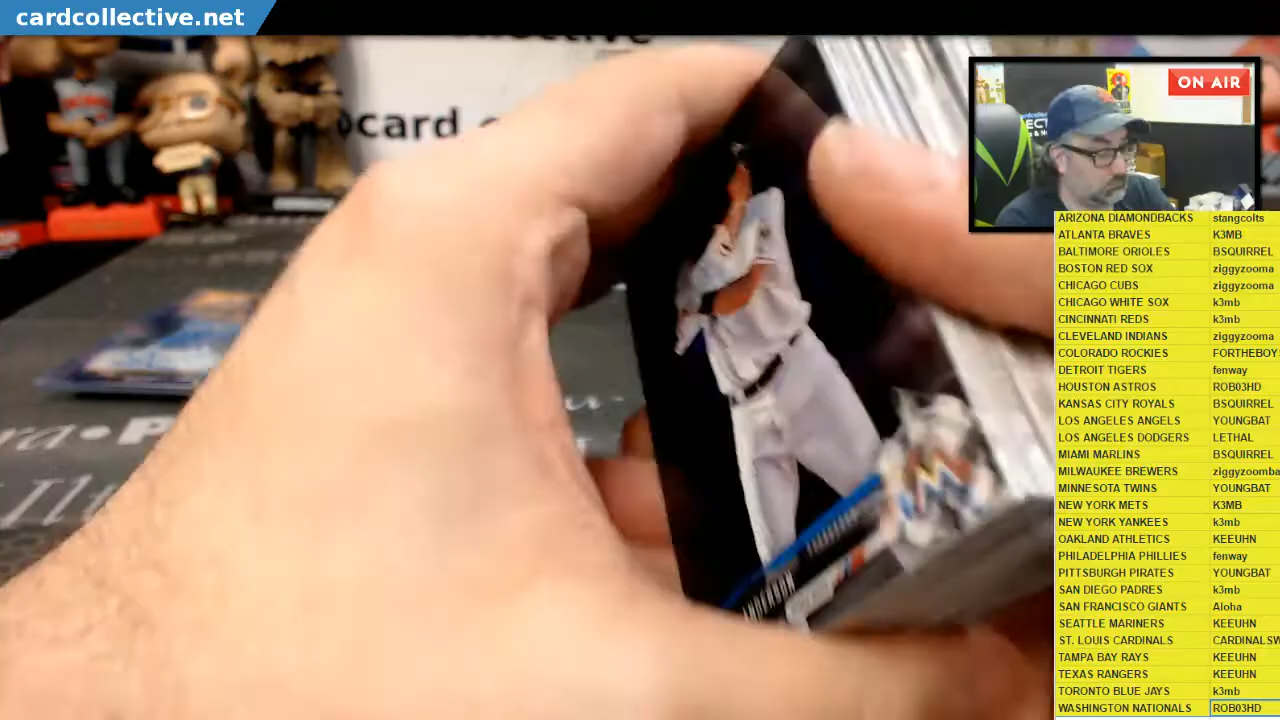 cardcollective.net
card
ON AIR
ARIZONA DIAMONDBACKS stangcolts
ATLANTA BRAVES K3MB
BALTIMORE ORIOLES BSQUIRREL
BOSTON RED SOX ziggyzooma
CHICAGO CUBS ziggyzooma
CHICAGO WHITE SOX k3mb
CINCINNATI REDS k3mb
CLEVELAND INDIANS ziggyzooma
COLORADO ROCKIES FORTHEBOY
DETROIT TIGERS fenway
HOUSTON ASTROS ROB03HD
KANSAS CITY ROYALS BSQUIRREL
LOS ANGELES ANGELS YOUNGBAT
LOS ANGELES DODGERS LETHAL
MIAMI MARLINS BSQUIRREL
MILWAUKEE BREWERS ziggyzoomba
MINNESOTA TWINS YOUNGBAT
NEW YORK METS K3MB
NEW YORK YANKEES k3mb
OAKLAND ATHLETICS KEEUHN
PHILADELPHIA PHILLIES fenway
PITTSBURGH PIRATES YOUNGBAT
SAN DIEGO PADRES k3mb
SAN FRANCISCO GIANTS Aloha
SEATTLE MARINERS KEEUHN
ST. LOUIS CARDINALS CARDINALSW
TAMPA BAY RAYS KEEUHN
TEXAS RANGERS KEEUHN
TORONTO BLUE JAYS k3mb
WASHINGTON NATIONALS ROB03HD